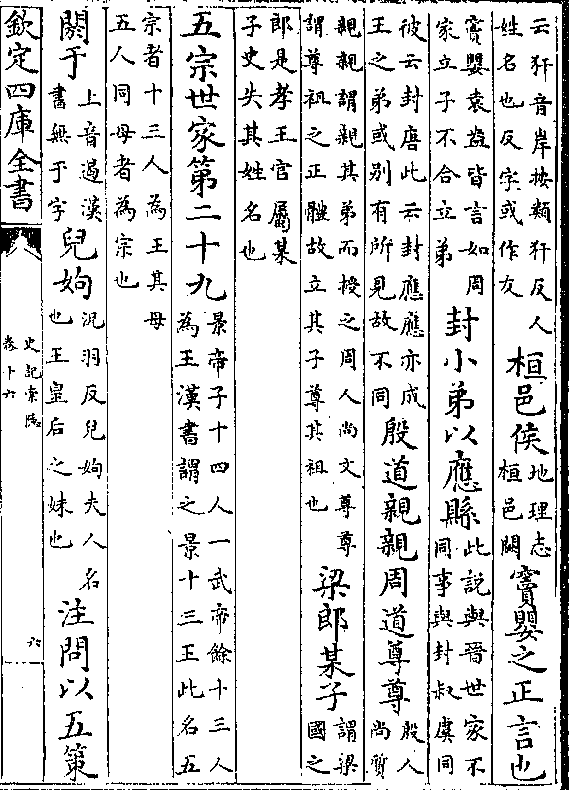 云犴音岸按類犴反人
姓名也反字或作友
桓邑侯
地理志
桓邑闕
竇嬰之正言也
竇嬰袁盎皆言如周
家立子不合立弟
封小弟以應縣
此說與晉世家不
同事與封叔虞同
彼云封唐此云封應應亦成
王之弟或別有所見故不同
殷道親親周道尊尊
殷人
尚質
親親謂親其弟而授之周人尚文尊尊
謂尊祖之正體故立其子尊其祖也
梁郎某子
謂梁
國之
郎是孝王官屬某
子史失其姓名也
五宗世家第二十九
景帝子十四人一武帝餘十三人
為王漢書謂之景十三王此名五
宗者十三人為王其母
五人同母者為宗也
閼于
上音遏漢
書無于字
兒姁
況羽反兒姁夫人名
也王皇后之妹也
注問以五策
欽定四庫全書
史記索隱
卷十六
六